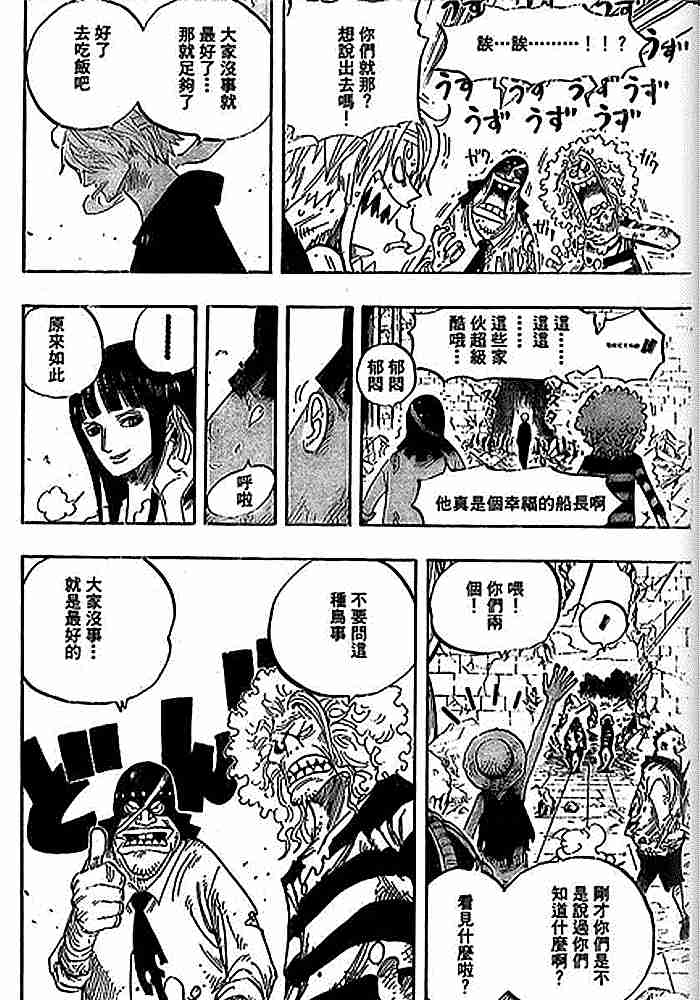 誒…誒………！！？
うずうずうずうず
うずうずうず
ガク
ガク
你們就那？
想說出去嗎！
大家沒事就
最好了…
那就足夠了
好了
去吃飯吧
這……
這這……
這些家
伙超級
酷哦…
郁悶
郁悶
他真是個幸福的船長啊
呼啦
原來如此
喂！
你們兩
個！
剛才你們是不
是說過你們
知道什麼啊？
看見什麼啦？
不要問這
種鳥事
大家沒事…
就是最好的
どん